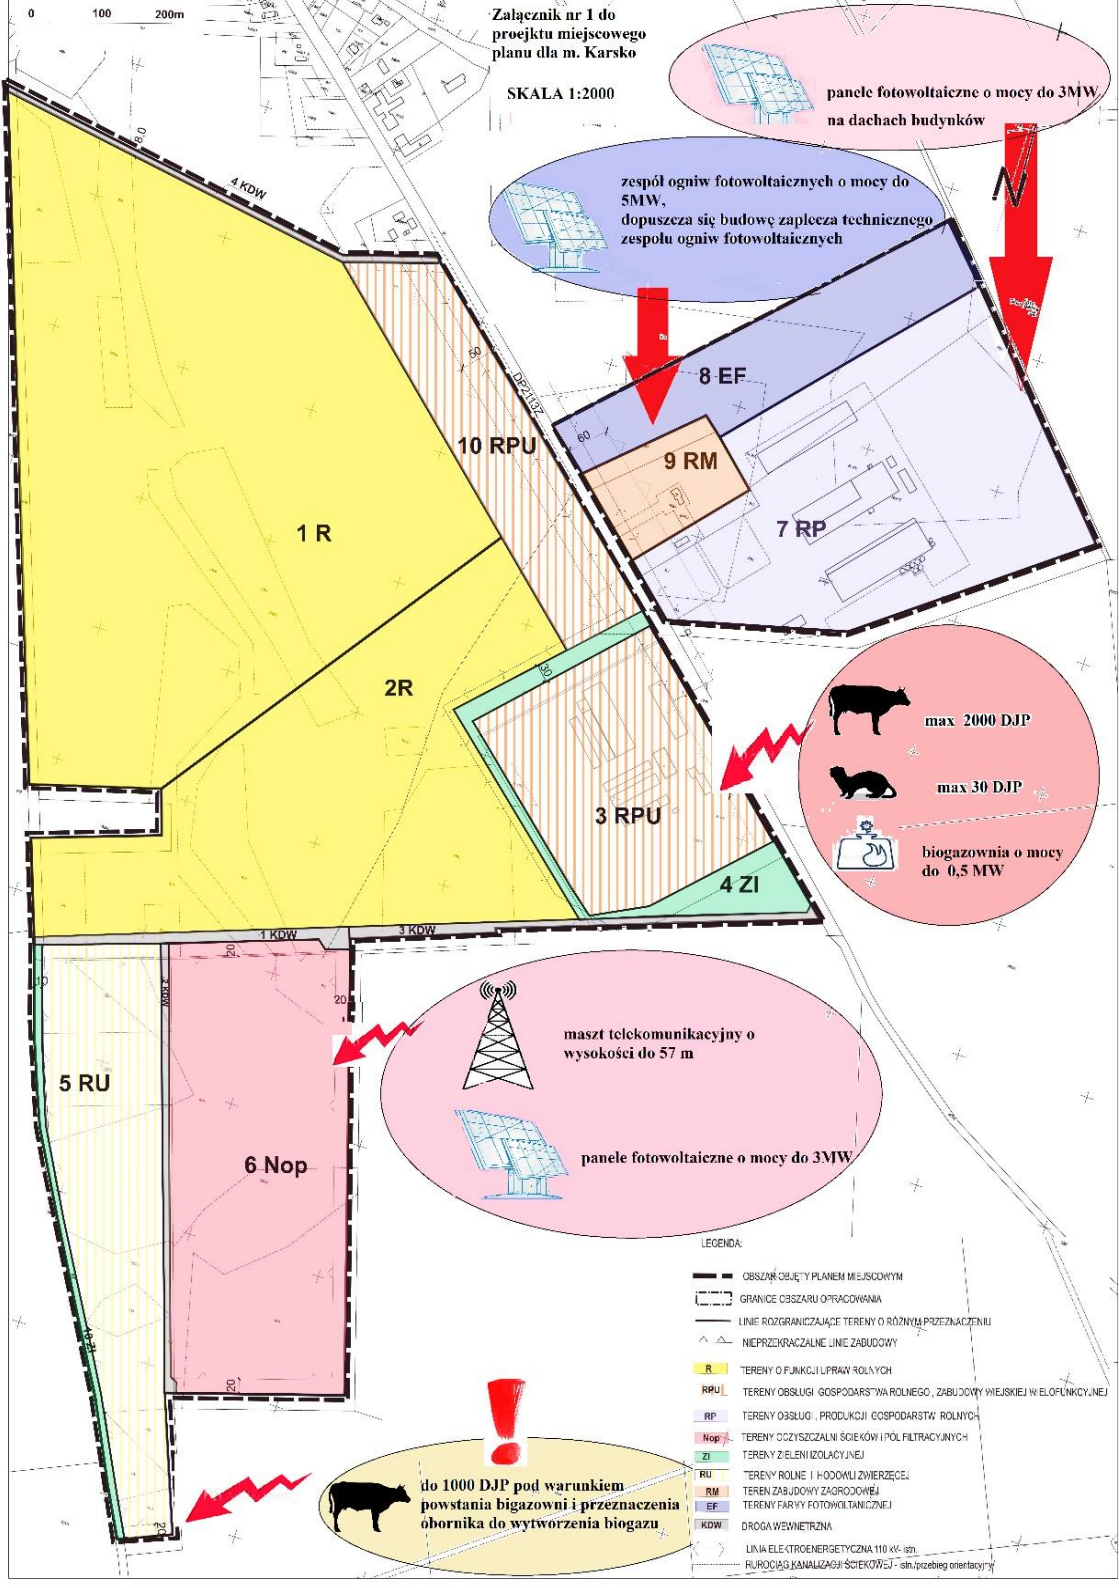 0 100 200m
Załącznik nr 1 do
proejktu miejscowego
planu dla m. Karsko
SKALA 1:2000
panele fotowoltaiczne o mocy do 3MW
na dachach budynków
N
zespół ogniw fotowoltaicznych o mocy do
5MW,
dopuszcza się budowę zaplecza technicznego
zespołu ogniw fotowoltaicznych
8,0
4 KDW
50
DP2113Z
8 EF
60
10 RPU
9 RM
1 R
7 RP
30
2R
max 2000 DJP
max 30 DJP
3 RPU
biogazownia o mocy
do 0,5 MW
4 ZI
1 KDW
3 KDW
20
10
2 KDW
20
maszt telekomunikacyjny o
wysokości do 57 m
5 RU
6 Nop
panele fotowoltaiczne o mocy do 3MW
10 ZI
20
20
do 1000 DJP pod warunkiem
powstania bigazowni i przeznaczenia
obornika do wytworzenia biogazu
LEGENDA:
OBSZAR OBJĘTY PLANEM MIEJSCOWYM
GRANICE OBSZARU OPRACOWANIA
LINIE ROZGRANICZAJĄCE TERENY O RÓŻNYM PRZEZNACZENIU
NIEPRZEKRACZALNE LINIE ZABUDOWY
R TERENY O FUNKCJI UPRAW ROLNYCH
RPU TERENY OBSŁUGI GOSPODARSTWA ROLNEGO , ZABUDOWY WIEJSKIEJ WIELOFUNKCYJNEJ
RP TERENY OBSŁUGI , PRODUKCJI GOSPODARSTW ROLNYCH
Nop TERENY OCZYSZCZALNI ŚCIEKÓW I PÓL FILTRACYJNYCH
ZI TERENY ZIELENI IZOLACYJNEJ
RU TERENY ROLNE I HODOWLI ZWIERZĘCEJ
RM TEREN ZABUDOWY ZAGRODOWEJ
EF TERENY FARMY FOTOWOLTANICZNEJ
KDW DROGA WEWNĘTRZNA
LINIA ELEKTROENERGETYCZNA 110 kV- istn.
RUROCIĄG KANALIZACJI ŚCIEKOWEJ - istn./przebieg orientacyjny